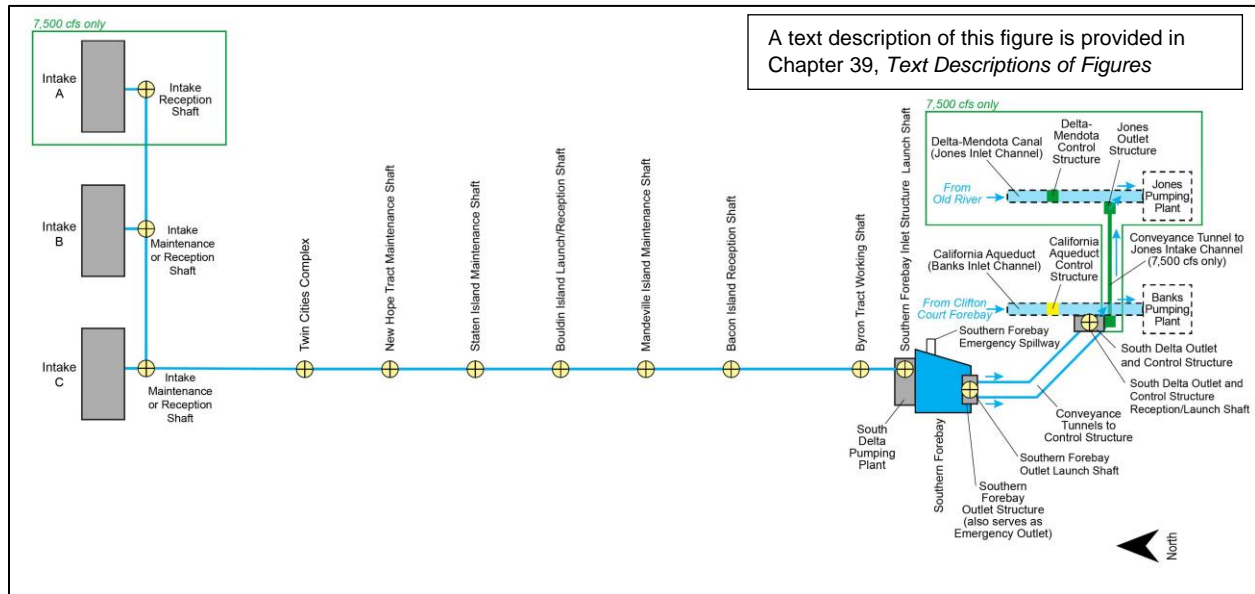 7,500 cfs only
A text description of this figure is provided in
Chapter 39, Text Descriptions of Figures
Intake
A
Intake
Reception
Shaft
Intake
B
Intake
Maintenance
or Reception
Shaft
Intake
C
Intake
Maintenance
or Reception
Shaft
Twin Cities Complex
New Hope Tract Maintenance Shaft
Staten Island Maintenance Shaft
Bouldin Island Launch/Reception Shaft
Mandeville Island Maintenance Shaft
Bacon Island Reception Shaft
Byron Tract Working Shaft
Southern Forebay Inlet Structure Launch Shaft
7,500 cfs only
Delta-Mendota Canal
(Jones Inlet Channel)
Delta-
Mendota
Control
Structure
Jones
Outlet
Structure
From
Old River
Jones
Pumping
Plant
California Aqueduct
(Banks Inlet Channel)
California
Aqueduct
Control
Structure
Conveyance Tunnel to
Jones Intake Channel
(7,500 cfs only)
From Clifton
Court Forebay
Banks
Pumping
Plant
Southern Forebay
Emergency Spillway
South Delta Outlet
and Control Structure
South Delta Outlet and
Control Structure
Reception/Launch Shaft
Conveyance
Tunnels to
Control Structure
South
Delta
Pumping
Plant
Southern Forebay
Southern Forebay
Outlet Launch Shaft
Southern
Forebay
Outlet Structure
(also serves as
Emergency Outlet)
North